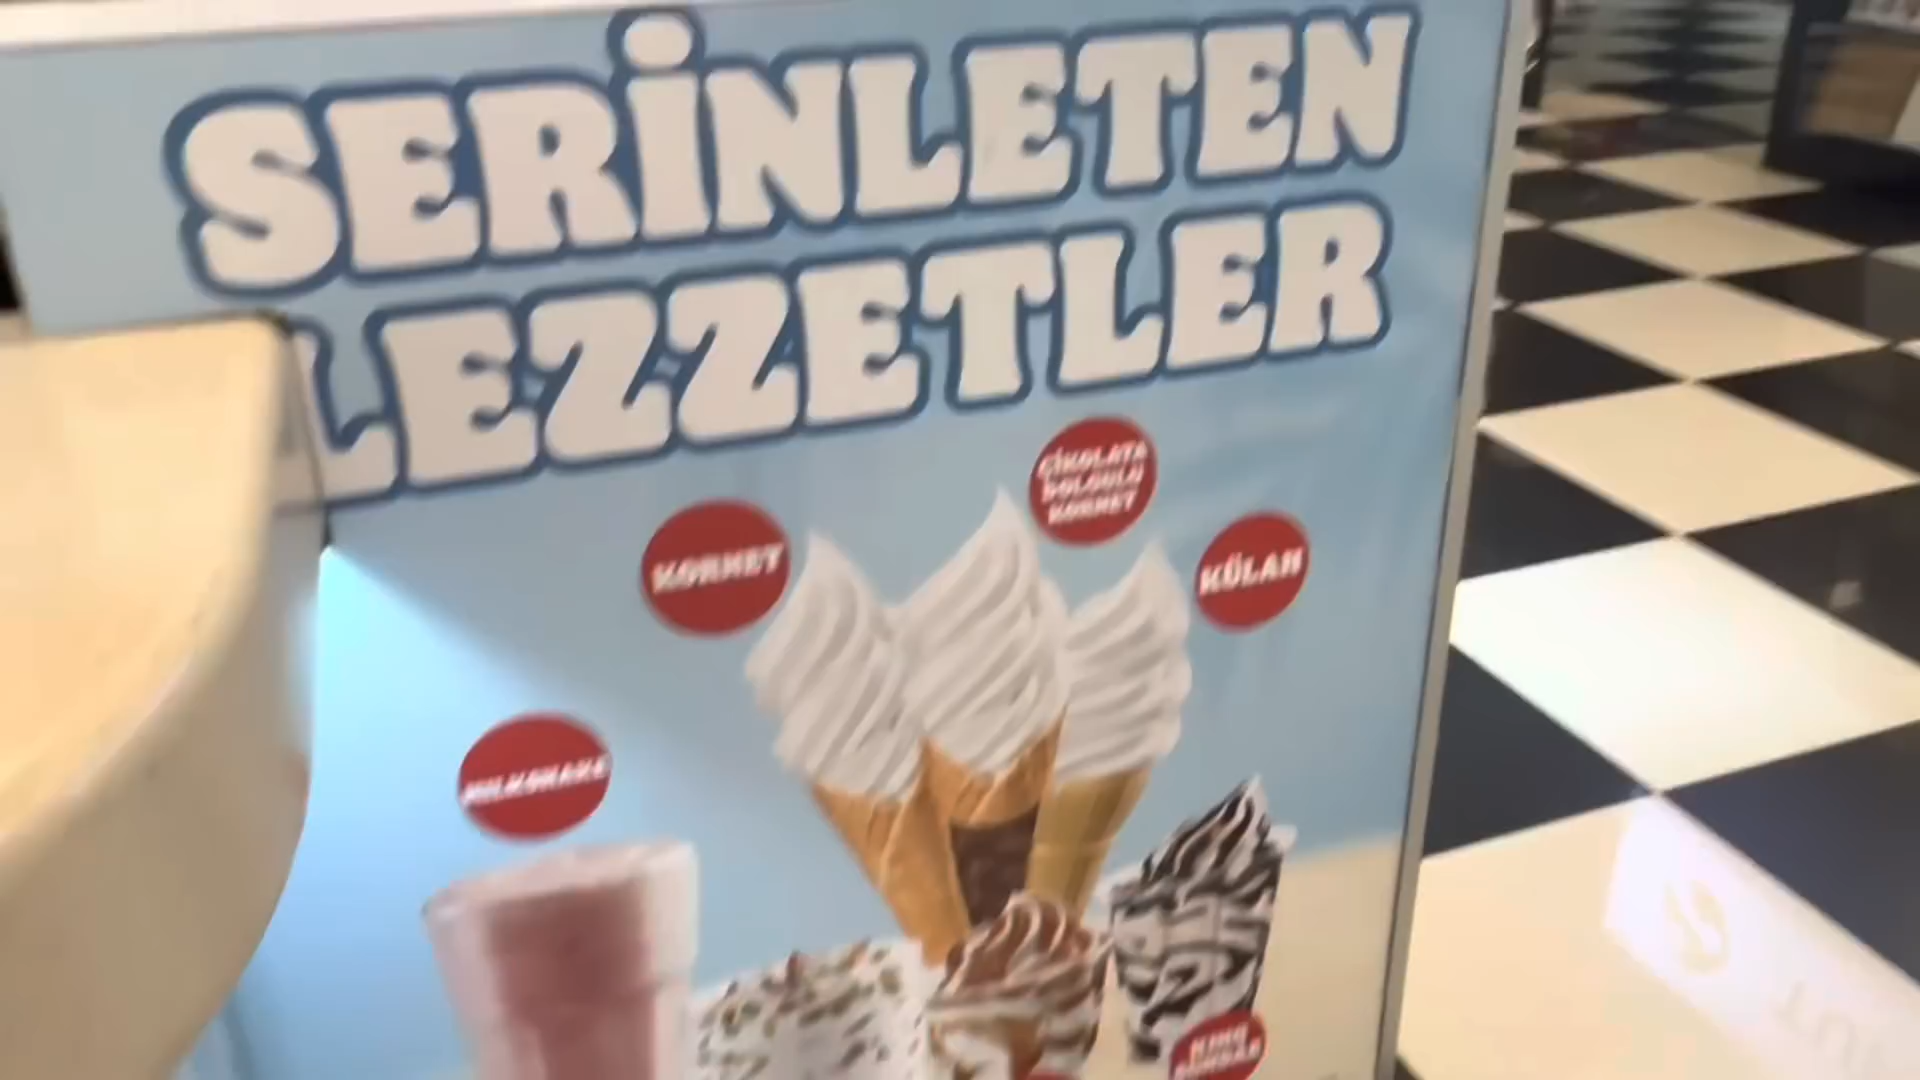 SERİNLETEN
LEZZETLER
ÇİKOLATA
DOLGULU
KORNET
KORNET
KÜLAH
MILKSHAKE